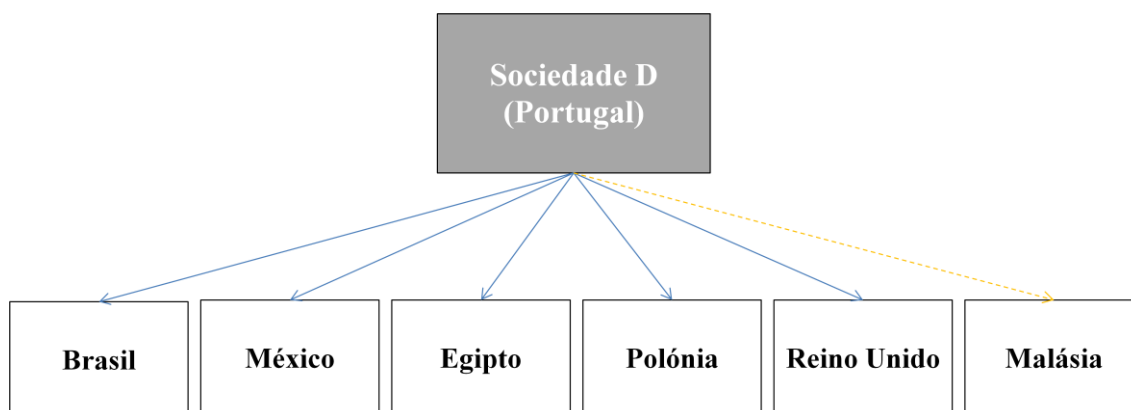 Sociedade D
(Portugal)
Brasil
México
Egipto
Polónia
Reino Unido
Malásia